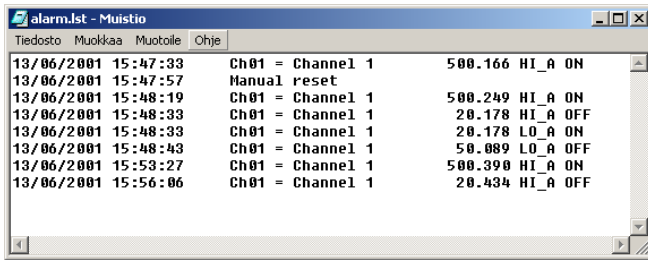 alarm.lst - Muistio
Tiedosto Muokkaa Muotoile Ohje
13/06/2001 15:47:33 Ch01 = Channel 1 500.166 HI_A ON
13/06/2001 15:47:57 Manual reset
13/06/2001 15:48:19 Ch01 = Channel 1 500.249 HI_A ON
13/06/2001 15:48:33 Ch01 = Channel 1 20.178 HI_A OFF
13/06/2001 15:48:33 Ch01 = Channel 1 20.178 LO_A ON
13/06/2001 15:48:43 Ch01 = Channel 1 50.089 LO_A OFF
13/06/2001 15:53:27 Ch01 = Channel 1 500.390 HI_A ON
13/06/2001 15:56:06 Ch01 = Channel 1 20.434 HI_A OFF